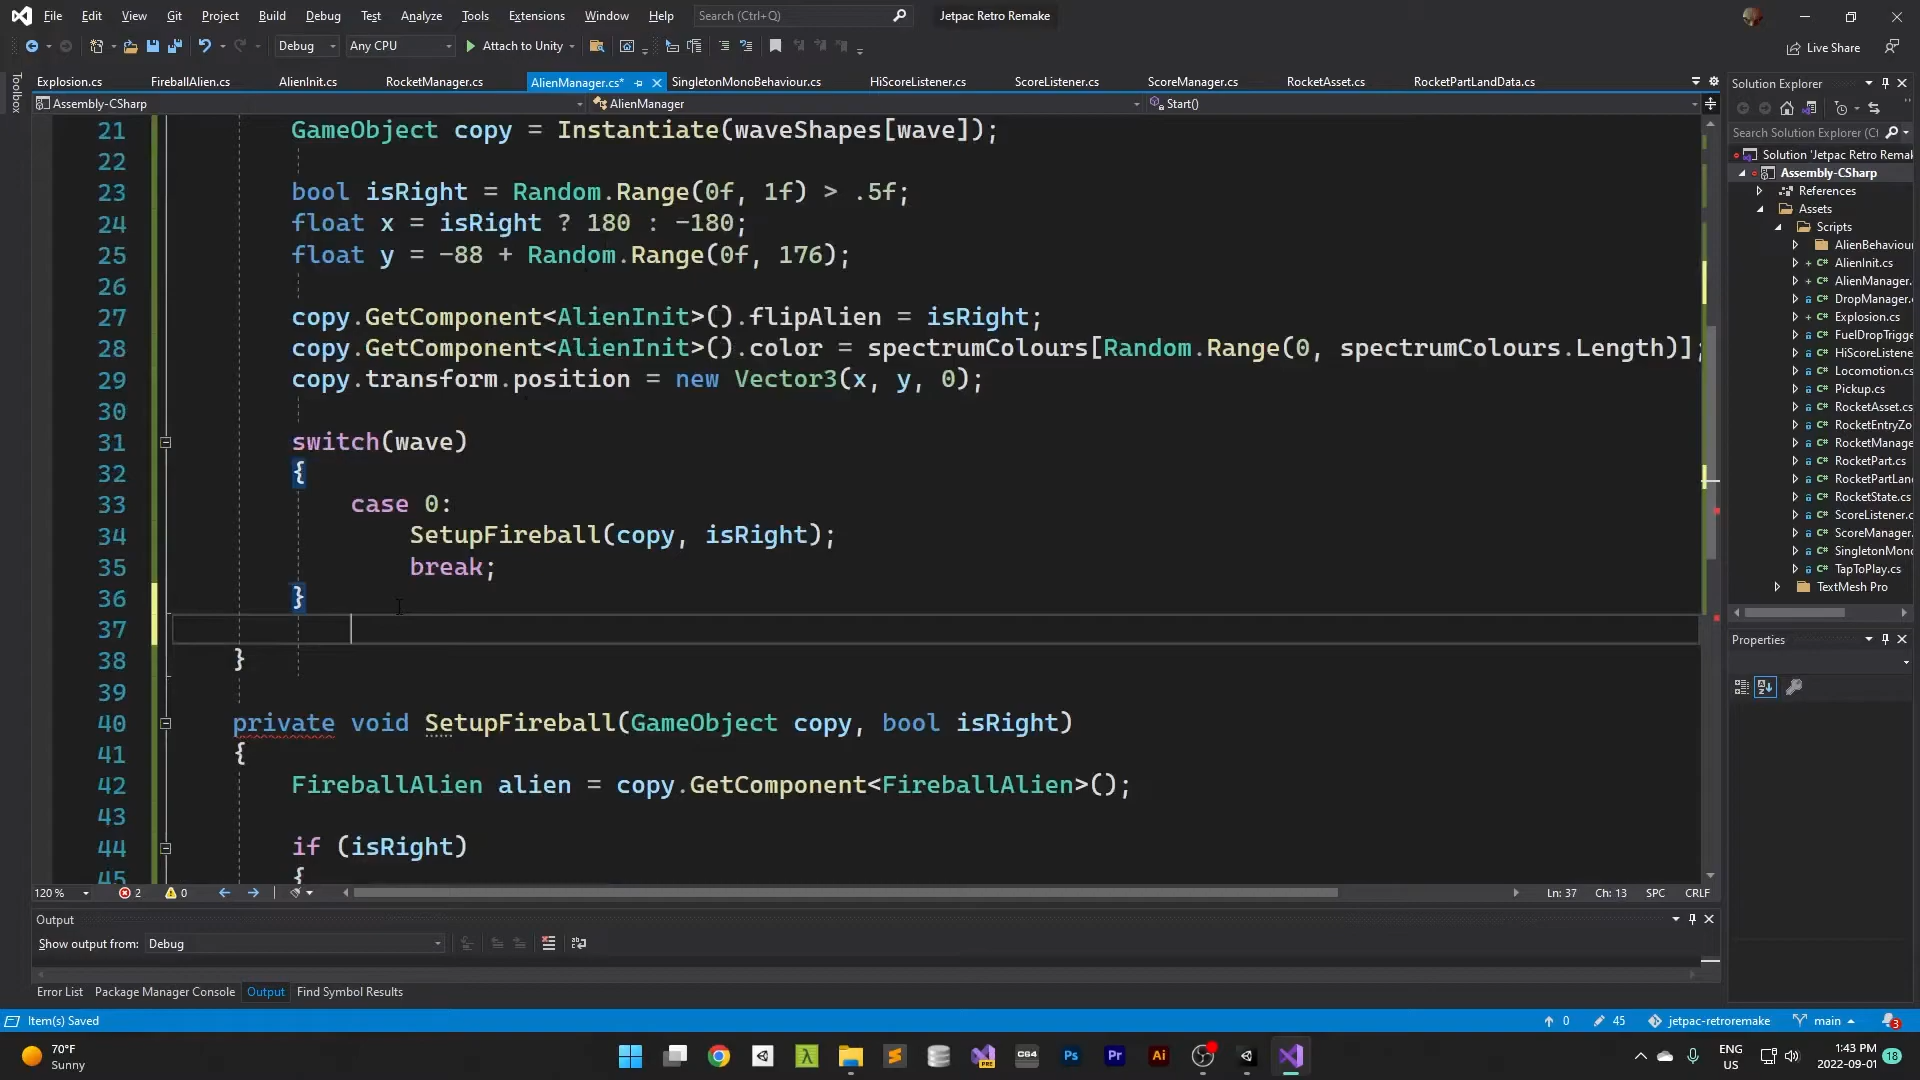 File Edit View Git Project Build Debug Test Analyze Tools Extensions Window Help Search (Ctrl+Q) Jetpac Retro Remake
Debug Any CPU Attach to Unity Live Share
Explosion.cs FireballAlien.cs AlienInit.cs RocketManager.cs AlienManager.cs* SingletonMonoBehaviour.cs HiScoreListener.cs ScoreListener.cs ScoreManager.cs RocketAsset.cs RocketPartLandData.cs
Assembly-CSharp AlienManager Start()
Toolbox
21 GameObject copy = Instantiate(waveShapes[wave]);
22
23 bool isRight = Random.Range(0f, 1f) > .5f;
24 float x = isRight ? 180 : -180;
25 float y = -88 + Random.Range(0f, 176);
26
27 copy.GetComponent<AlienInit>().flipAlien = isRight;
28 copy.GetComponent<AlienInit>().color = spectrumColours[Random.Range(0, spectrumColours.Length)];
29 copy.transform.position = new Vector3(x, y, 0);
30
31 switch(wave)
32 {
33 case 0:
34 SetupFireball(copy, isRight);
35 break;
36 }
37
38 }
39
40 private void SetupFireball(GameObject copy, bool isRight)
41 {
42 FireballAlien alien = copy.GetComponent<FireballAlien>();
43
44 if (isRight)
45 {
120 % 2 0 Ln: 37 Ch: 13 SPC CRLF
Output
Show output from: Debug
Error List Package Manager Console Output Find Symbol Results
Solution Explorer
Search Solution Explorer (Ct
Solution 'Jetpac Retro Remak
Assembly-CSharp
References
Assets
Scripts
AlienBehaviou
AlienInit.cs
AlienManager.
DropManager.c
Explosion.cs
FuelDropTrigge
HiScoreListene
Locomotion.cs
Pickup.cs
RocketAsset.cs
RocketEntryZo
RocketManage
RocketPart.cs
RocketPartLan
RocketState.cs
ScoreListener.c
ScoreManager.
SingletonMono
TapToPlay.cs
TextMesh Pro
Properties
Item(s) Saved 0 45 jetpac-retroremake main 3
70°F
Sunny
CG4 Ps Pr Ai
ENG
US
1:43 PM
2022-09-01
18